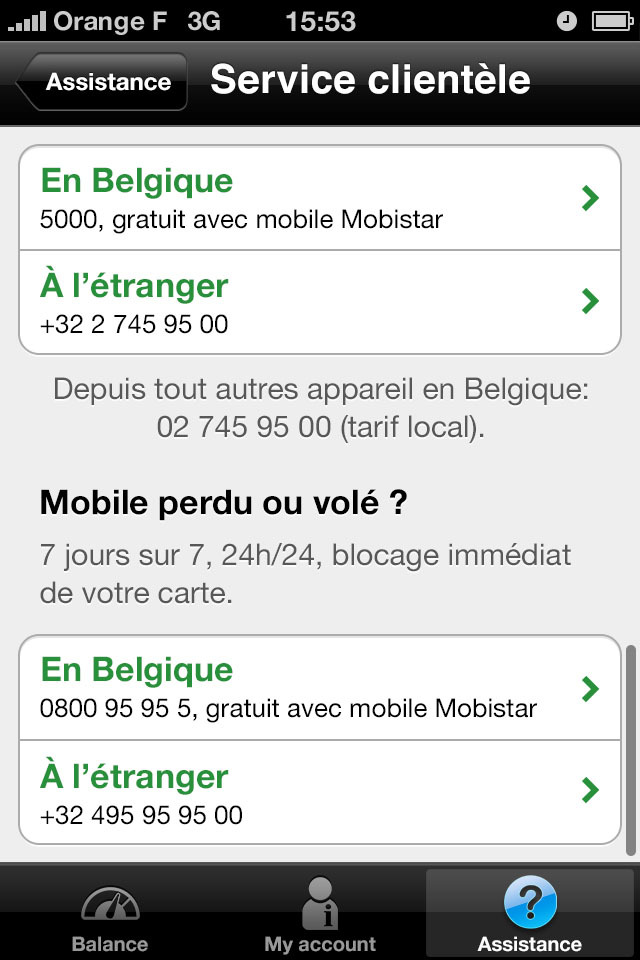 Orange F 3G 15:53
Assistance Service clientèle
En Belgique
5000, gratuit avec mobile Mobistar
À l’étranger
+32 2 745 95 00
Depuis tout autres appareil en Belgique:
02 745 95 00 (tarif local).
Mobile perdu ou volé ?
7 jours sur 7, 24h/24, blocage immédiat
de votre carte.
En Belgique
0800 95 95 5, gratuit avec mobile Mobistar
À l’étranger
+32 495 95 95 00
Balance My account Assistance